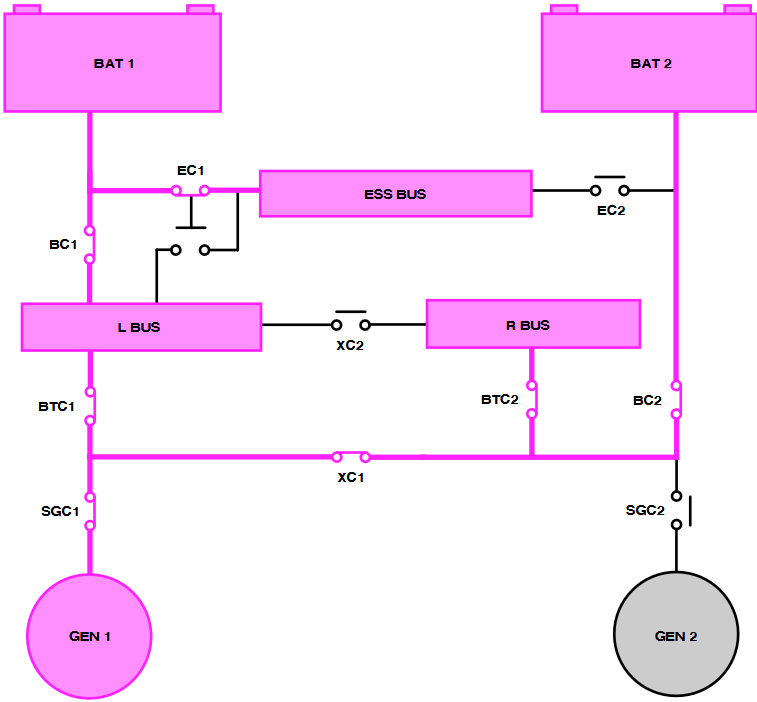 BAT 1
BAT 2
EC1
ESS BUS
EC2
BC1
L BUS
R BUS
XC2
BTC1
BTC2
BC2
XC1
SGC1
SGC2
GEN 1
GEN 2